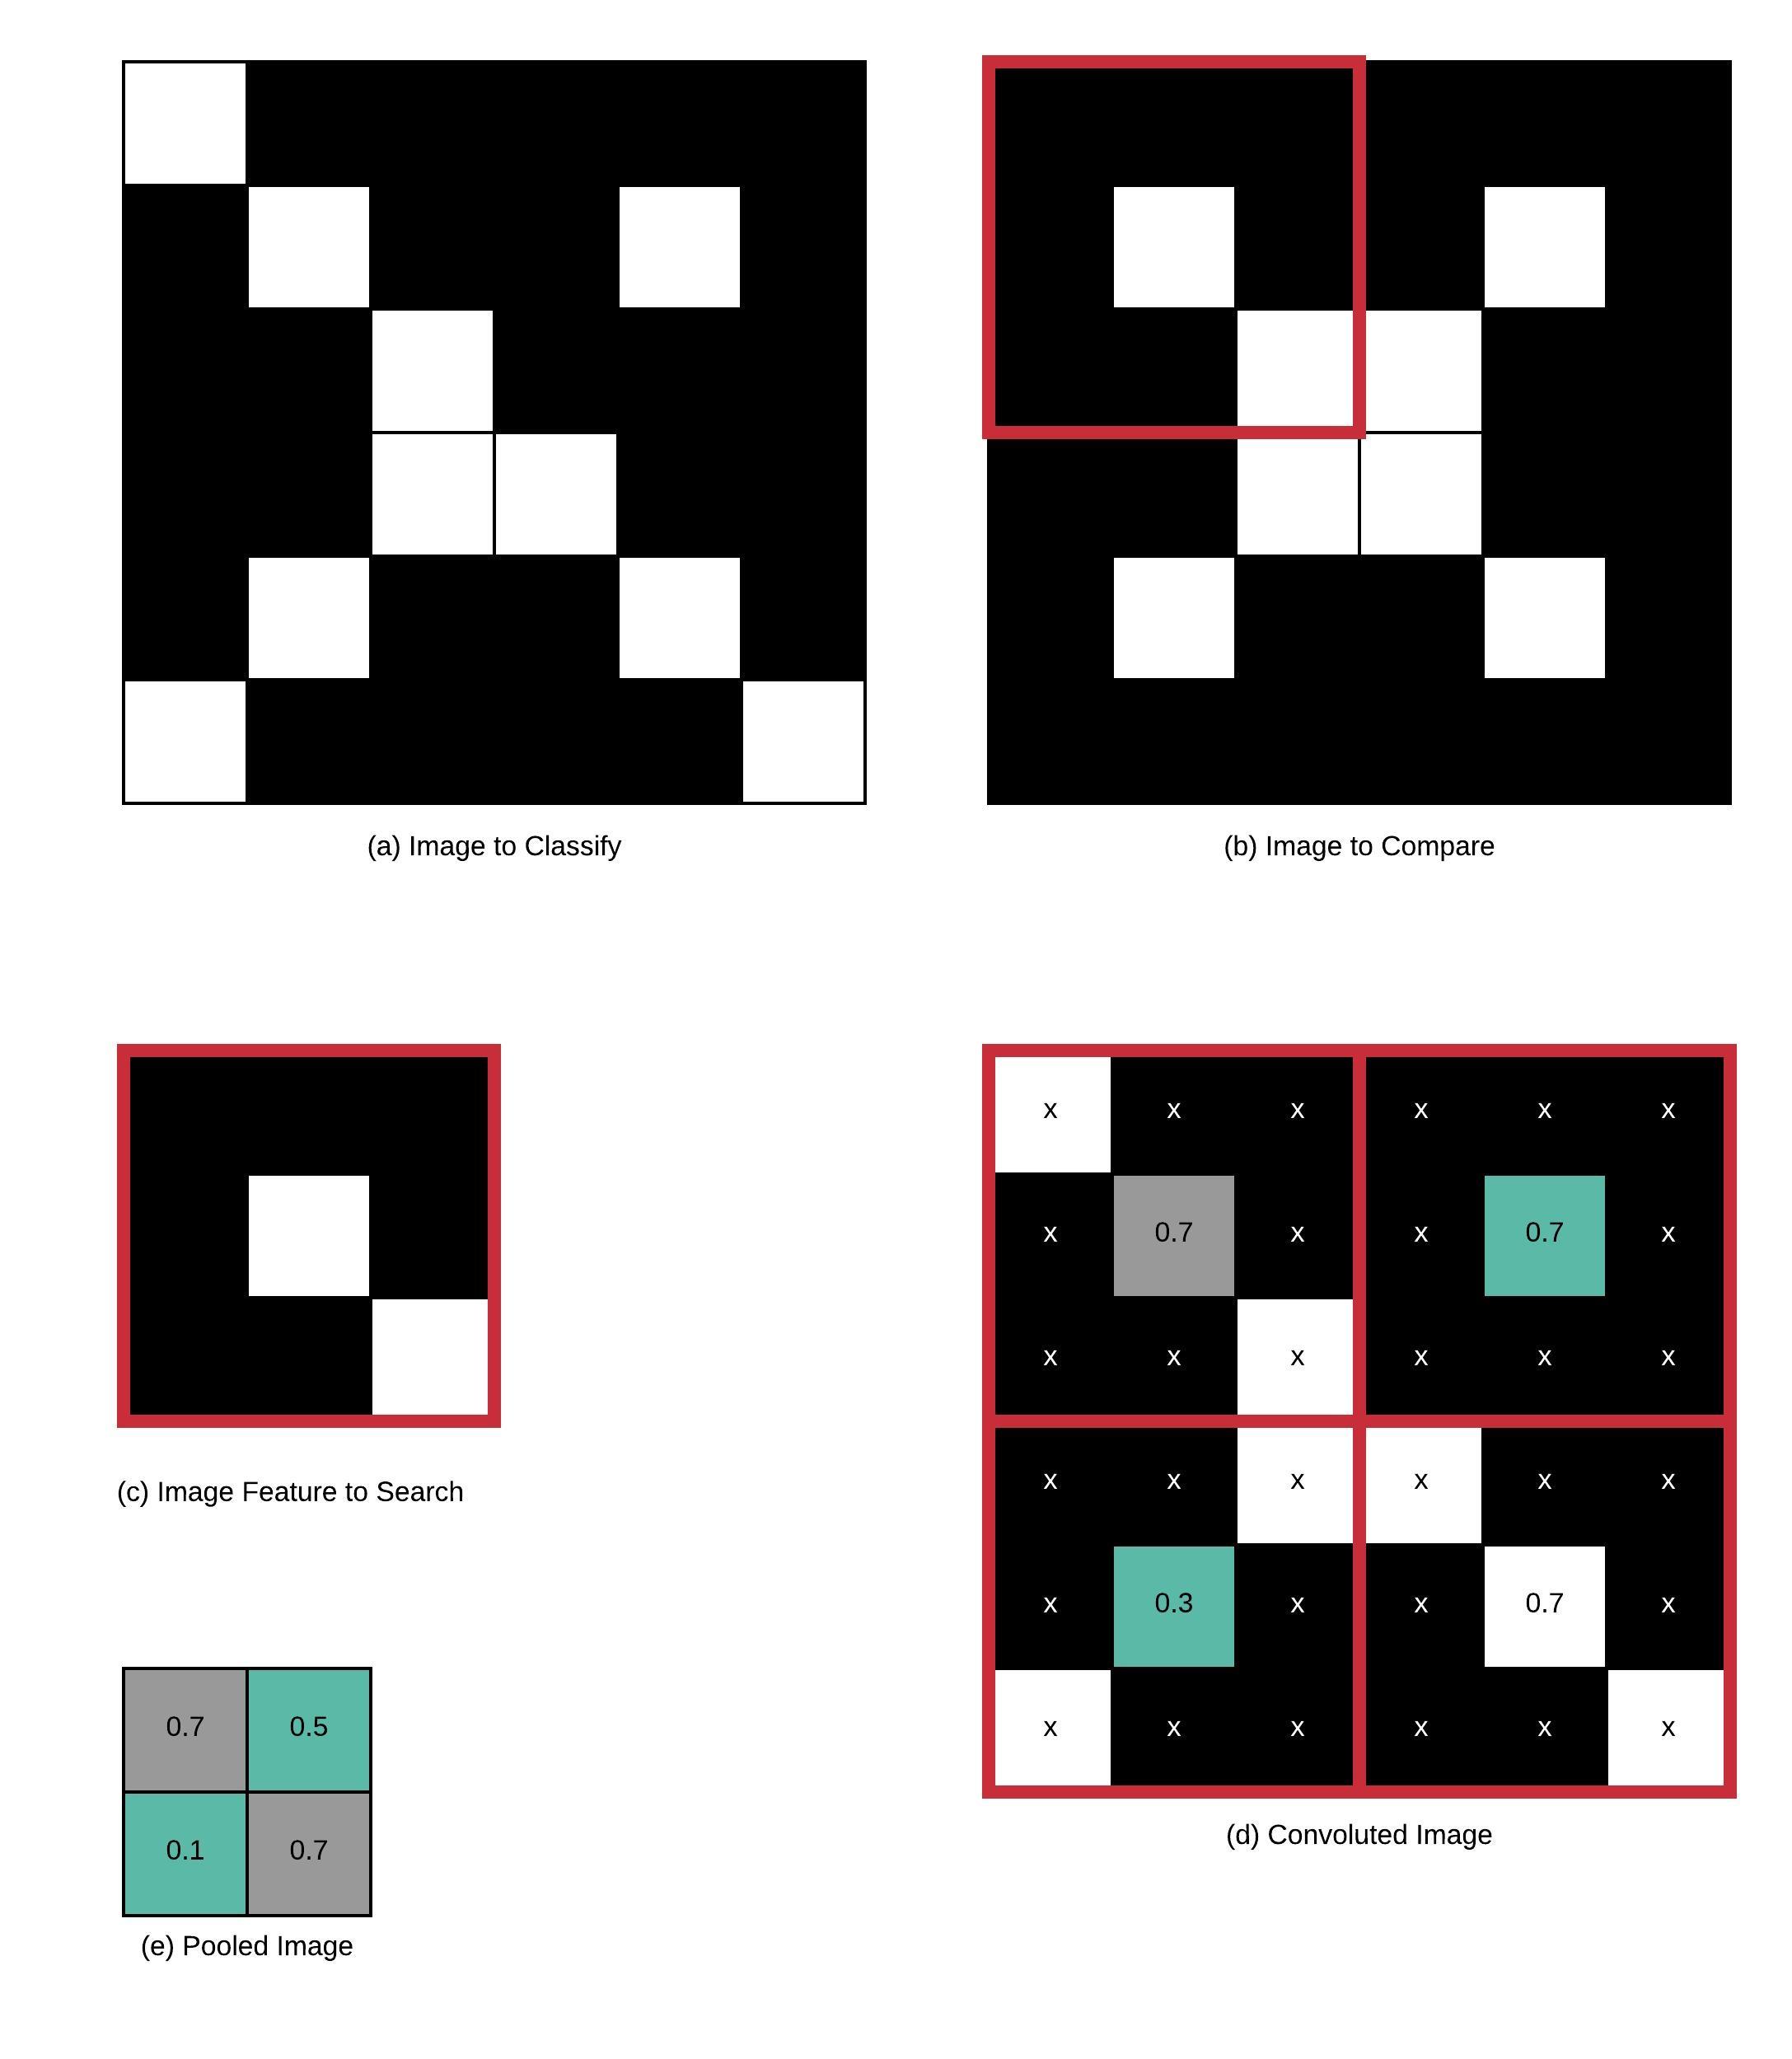 (a) Image to Classify
(b) Image to Compare
(c) Image Feature to Search
x x x x x x
x 0.7 x x 0.7 x
x x x x x x
x x x x x x
x 0.3 x x 0.7 x
x x x x x x
(d) Convoluted Image
0.7 0.5
0.1 0.7
(e) Pooled Image